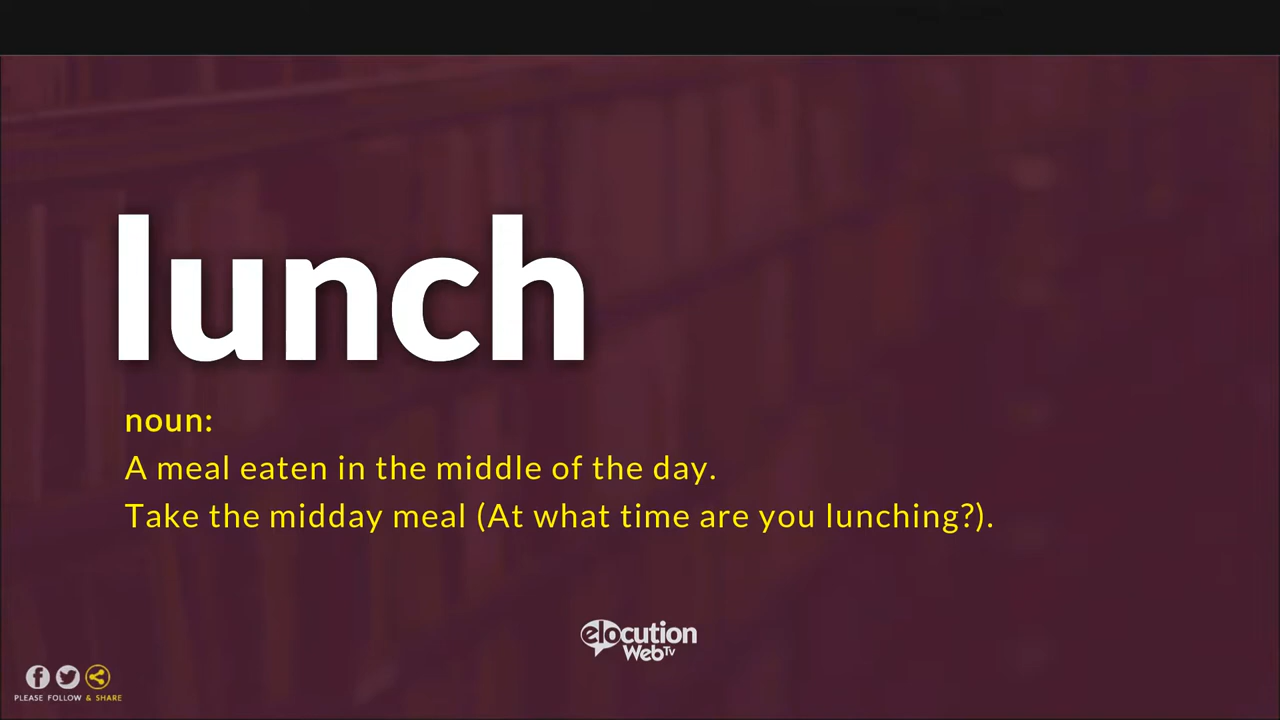 lunch
noun:
A meal eaten in the middle of the day.
Take the midday meal (At what time are you lunching?).
elocution
WebTv
PLEASE FOLLOW & SHARE